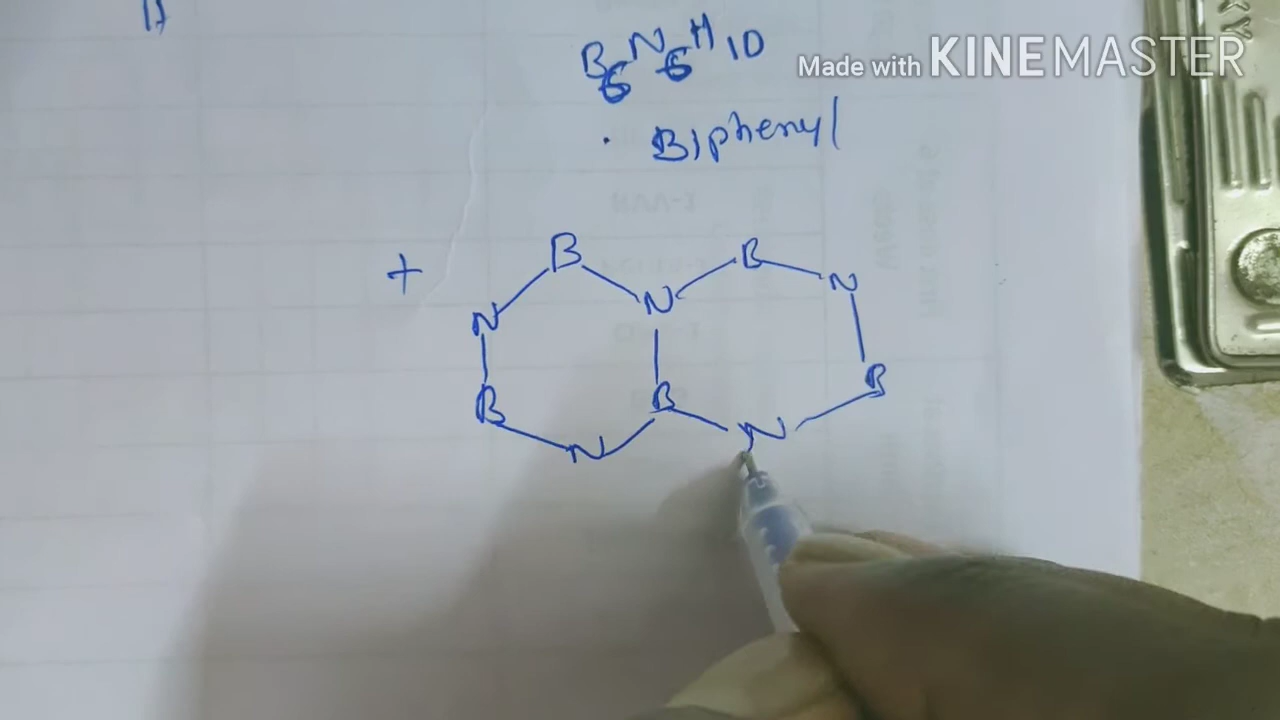 B6N6H10
Made with KINEMASTER
· Biphenyl
+
B B
N N N
B B B
N N